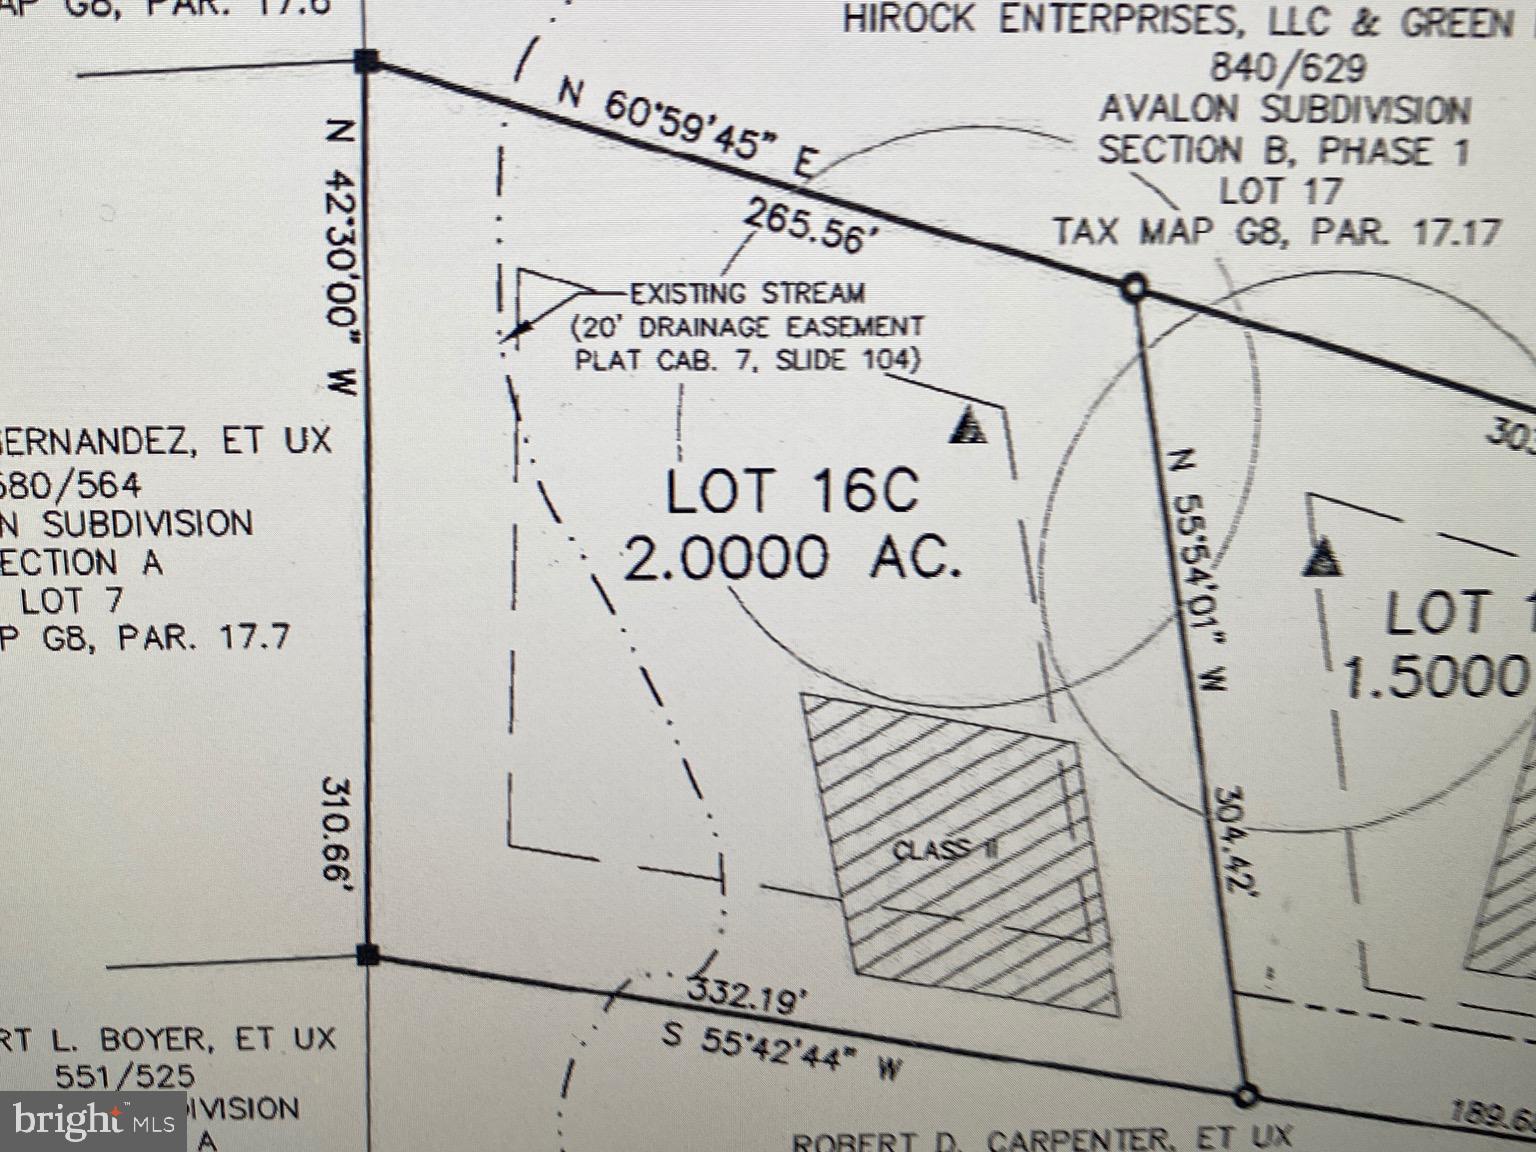 G8, PAR. 17.6
HIROCK ENTERPRISES, LLC & GREEN
840/629
AVALON SUBDIVISION
SECTION B, PHASE 1
LOT 17
TAX MAP G8, PAR. 17.17
N 60°59'45" E
265.56'
N 42°30'00" W
310.66'
EXISTING STREAM
(20' DRAINAGE EASEMENT
PLAT CAB. 7, SLIDE 104)
LOT 16C
2.0000 AC.
N 55°54'01" W
304.42'
303
LOT 1
1.5000
ERNANDEZ, ET UX
580/564
N SUBDIVISION
ECTION A
LOT 7
P G8, PAR. 17.7
CLASS II
332.19'
S 55°42'44" W
RT L. BOYER, ET UX
551/525
IVISION
A
189.6
ROBERT D. CARPENTER, ET UX
bright MLS